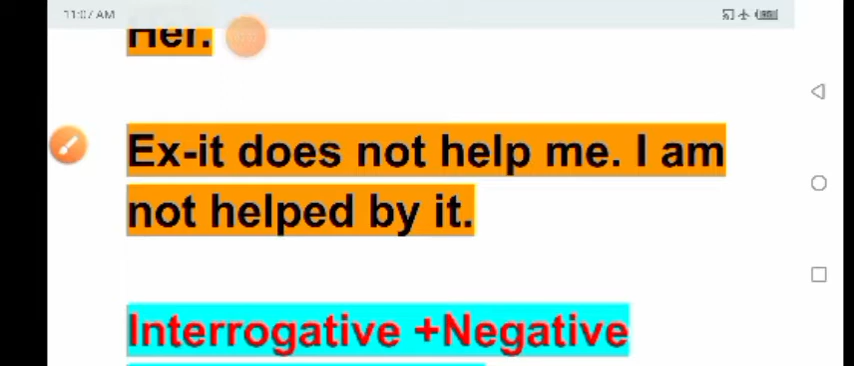 11:07 AM
Her.
Ex-it does not help me. I am
not helped by it.
Interrogative +Negative